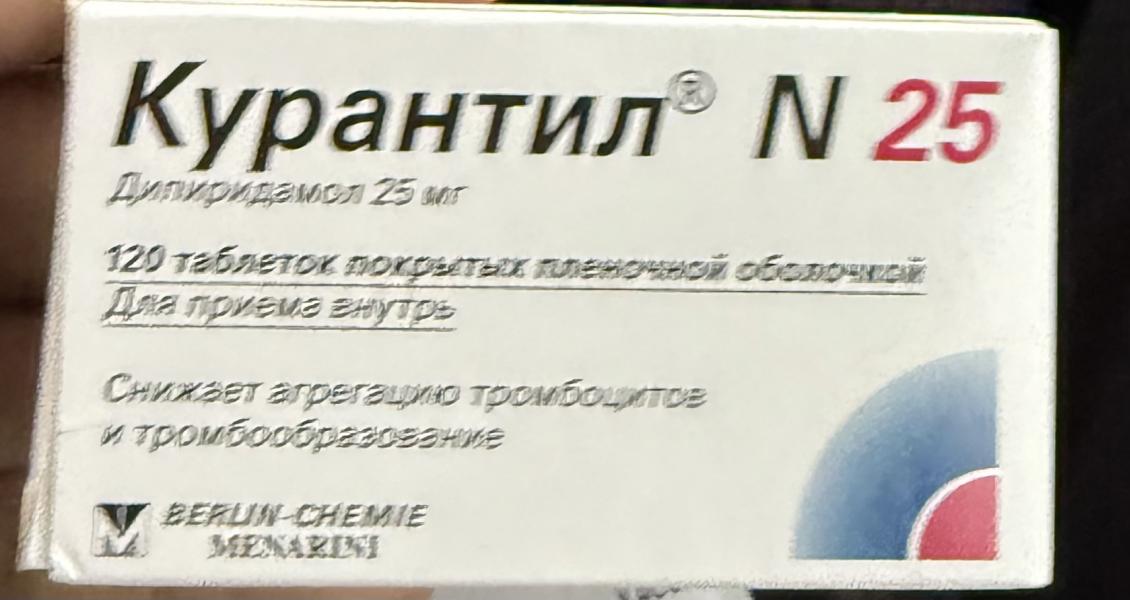 Курантил® N 25
Дипиридамол 25 мг
120 таблеток покрытых пленочной оболочкой
Для приема внутрь
Снижает агрегацию тромбоцитов
и тромбообразование
BERLIN-CHEMIE
MENARINI